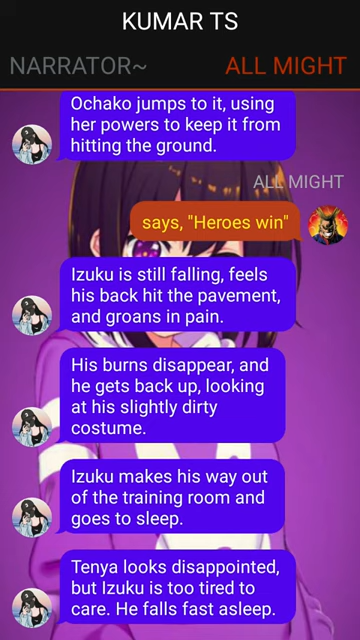 KUMAR TS
NARRATOR~
ALL MIGHT
Ochako jumps to it, using
her powers to keep it from
hitting the ground.
ALL MIGHT
says, "Heroes win"
Izuku is still falling, feels
his back hit the pavement,
and groans in pain.
His burns disappear, and
he gets back up, looking
at his slightly dirty
costume.
Izuku makes his way out
of the training room and
goes to sleep.
Tenya looks disappointed,
but Izuku is too tired to
care. He falls fast asleep.